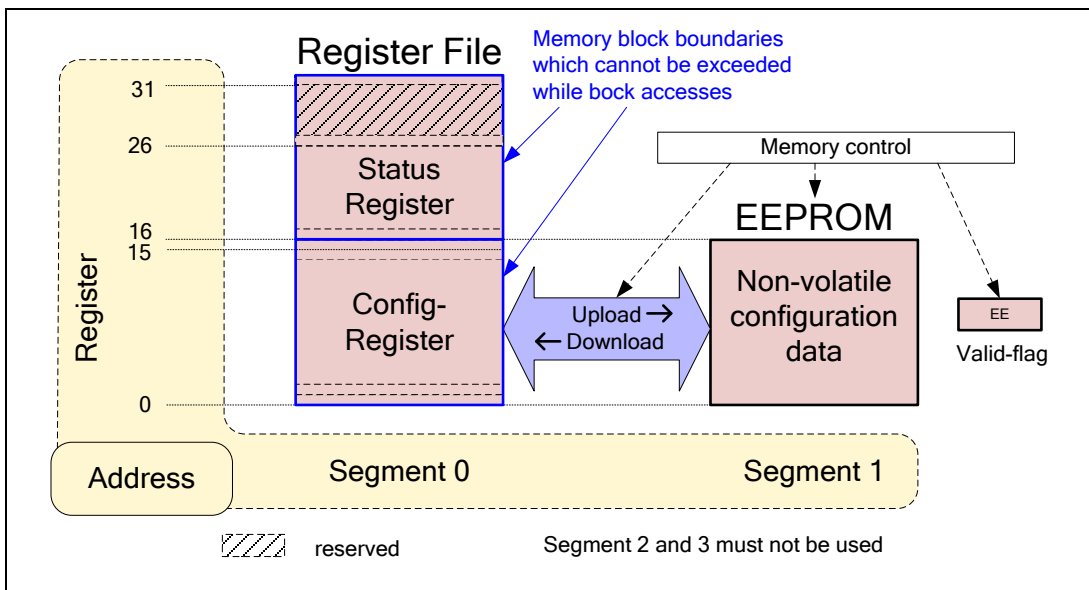 Register File
Memory block boundaries
which cannot be exceeded
while bock accesses
31
26
16
15
0
Register
Status
Register
Config-
Register
Memory control
EEPROM
Upload →
← Download
Non-volatile
configuration
data
EE
Valid-flag
Address
Segment 0
Segment 1
reserved
Segment 2 and 3 must not be used